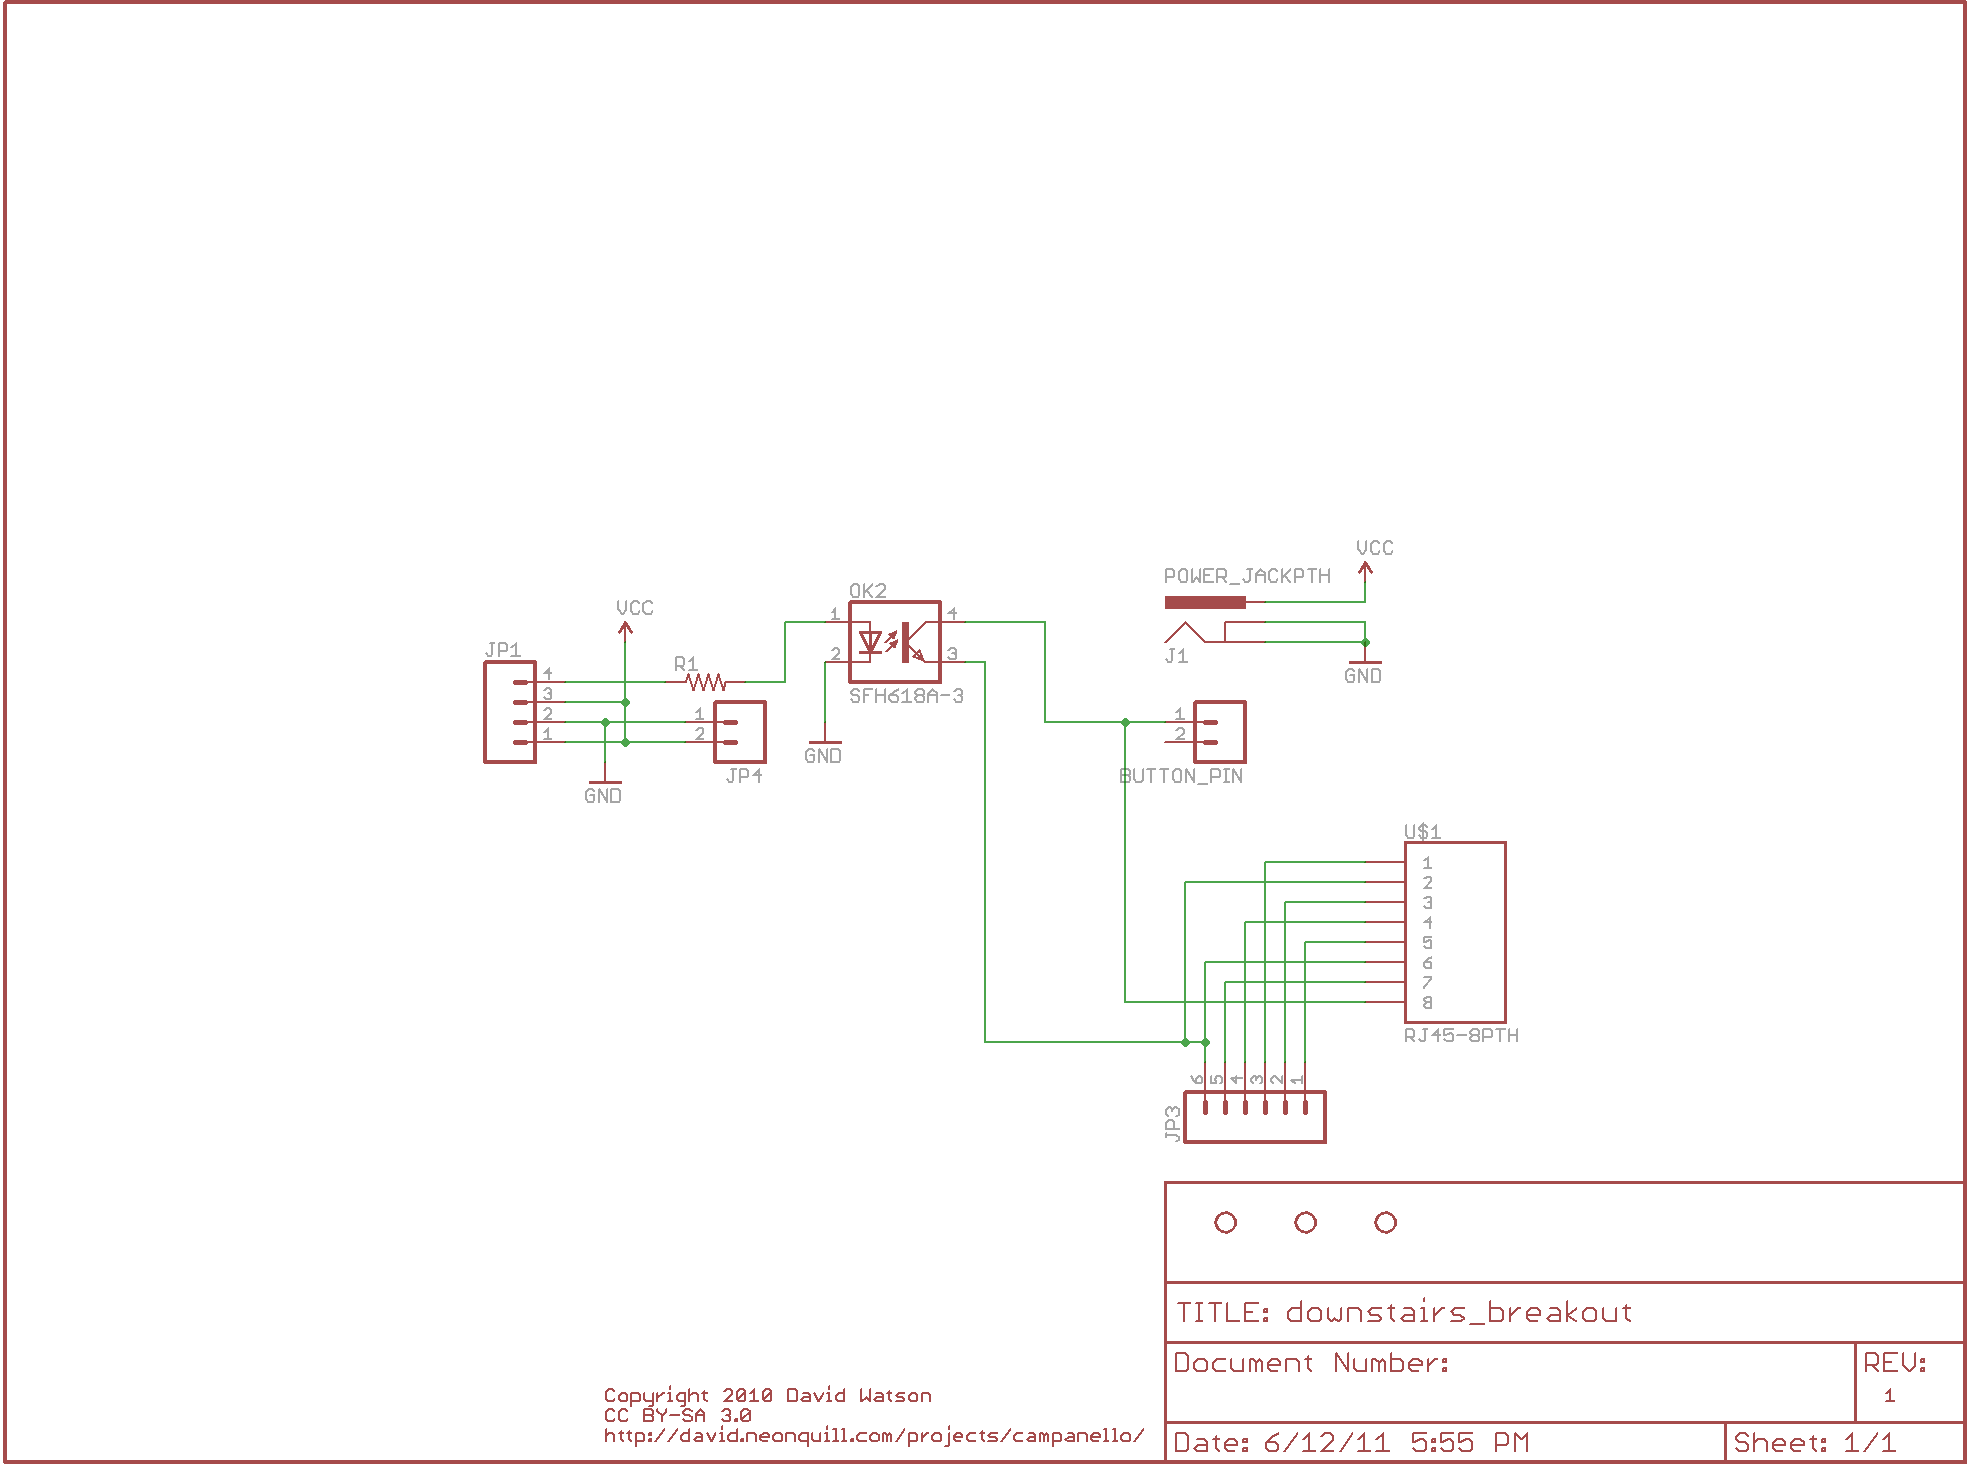 VCC
POWER_JACKPTH
J1
GND
OK2
1
2
4
3
SFH618A-3
GND
VCC
JP1
4
3
2
1
R1
1
2
JP4
GND
1
2
BUTTON_PIN
U$1
1
2
3
4
5
6
7
8
RJ45-8PTH
6 5 4 3 2 1
JP3
TITLE: downstairs_breakout
Document Number:
REV:
1
Date: 6/12/11 5:55 PM
Sheet: 1/1
Copyright 2010 David Watson
CC BY-SA 3.0
http://david.neonquill.com/projects/campanello/